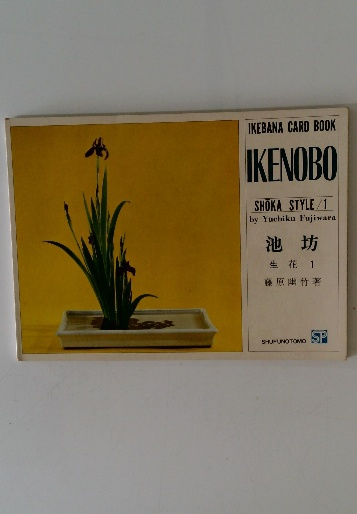 IKEBANA CARD BOOK
IKENOBO
SHŌKA STYLE/1
by Yuchiku Fujiwara
池坊
生花 1
藤原幽竹著
SHUFUNOTOMO SP